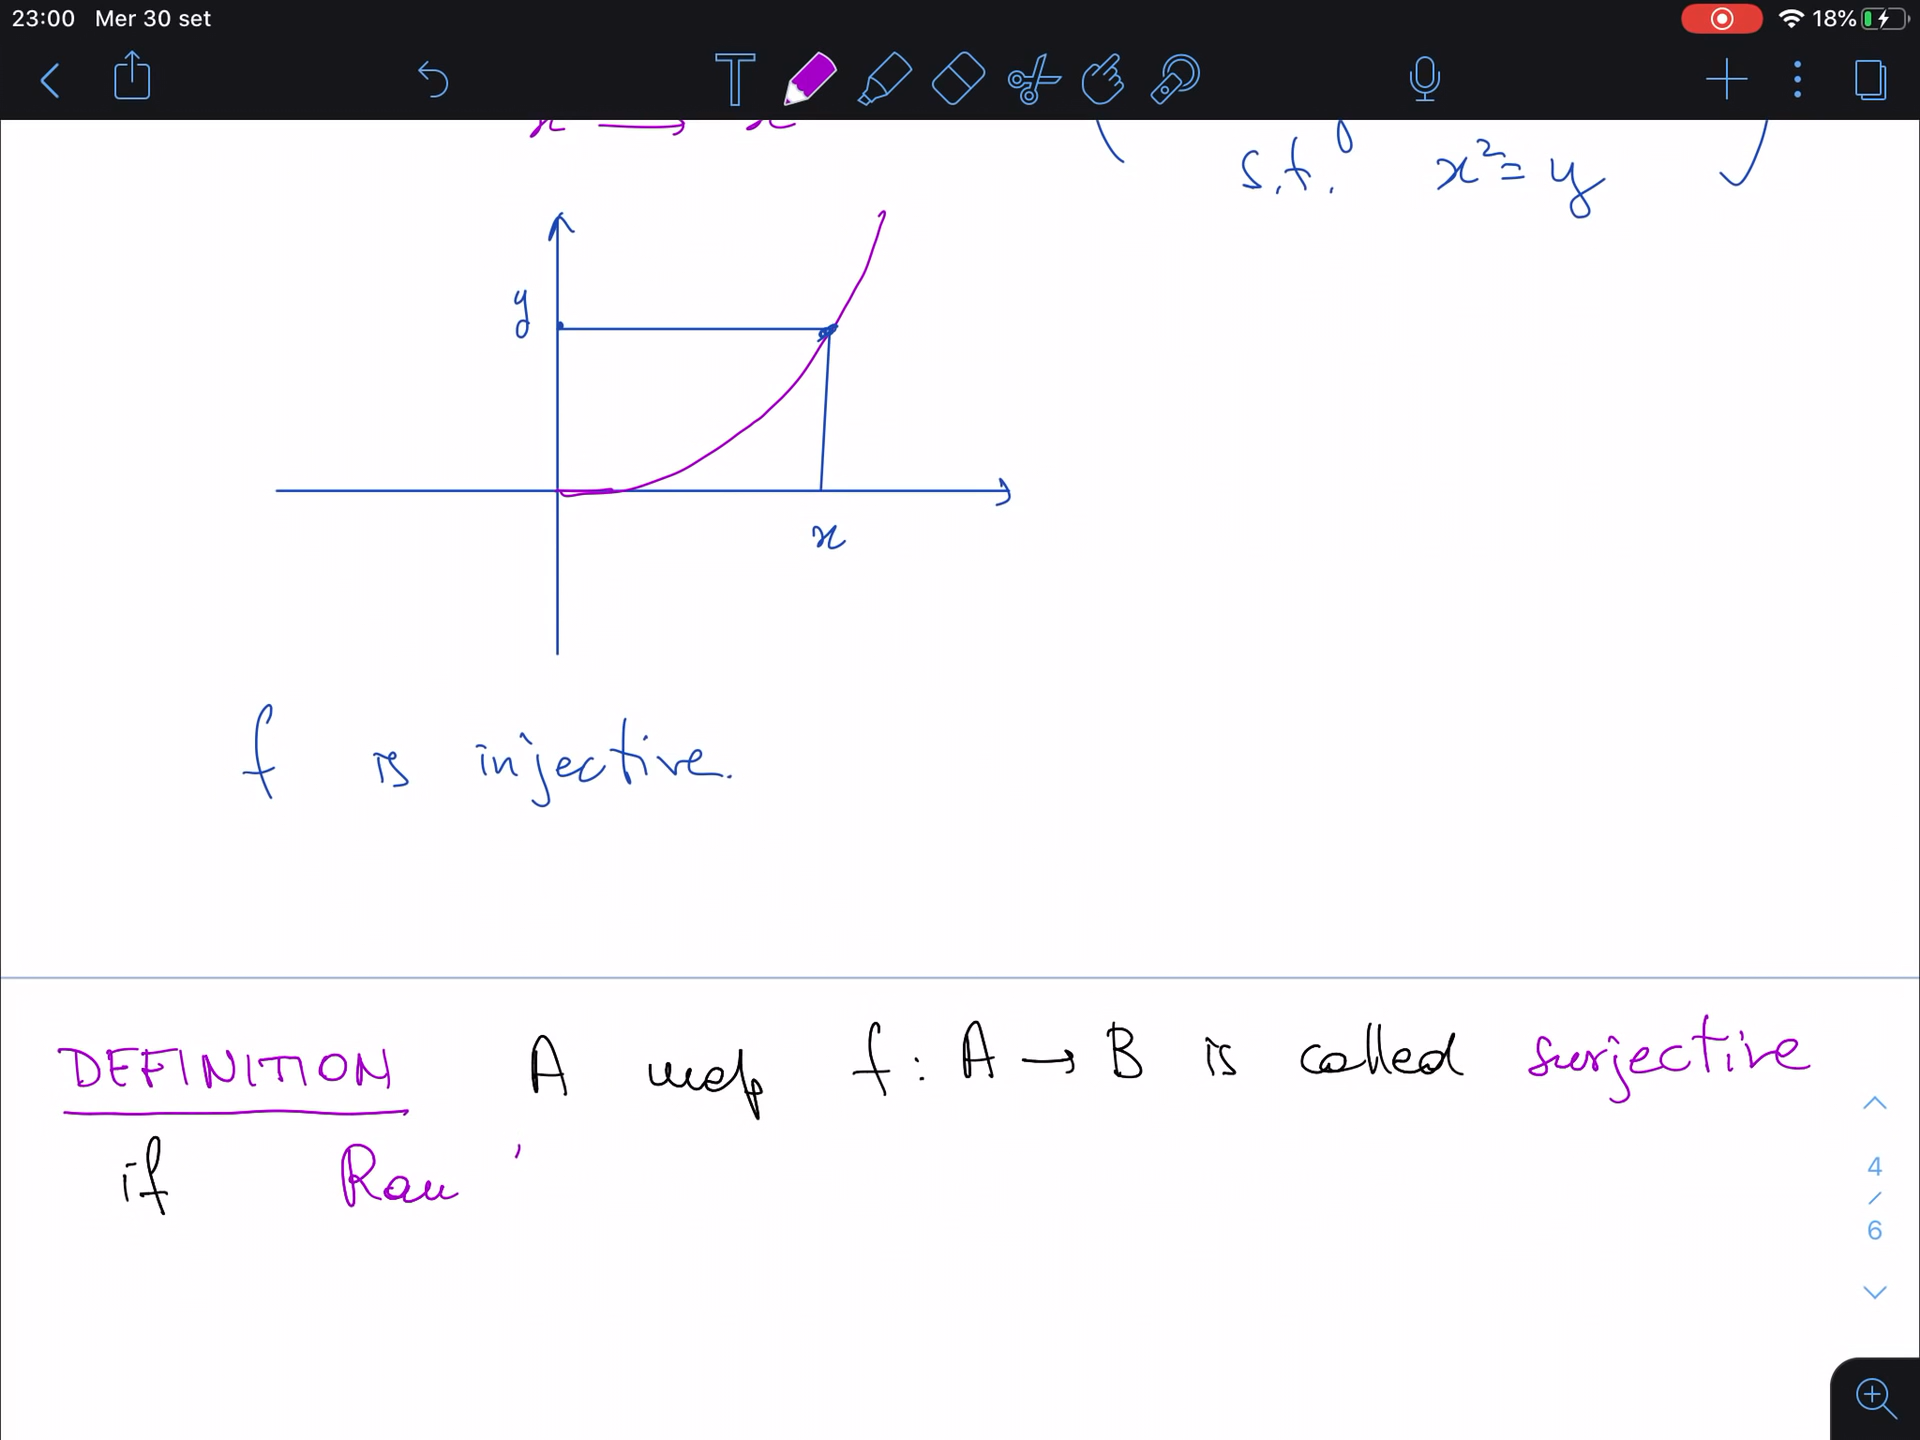 23:00 Mer 30 set 18%
T
s.t. x²= y
y
x
f is injective.
DEFINITION A map f : A → B is called surjective
if Ran
4
/
6